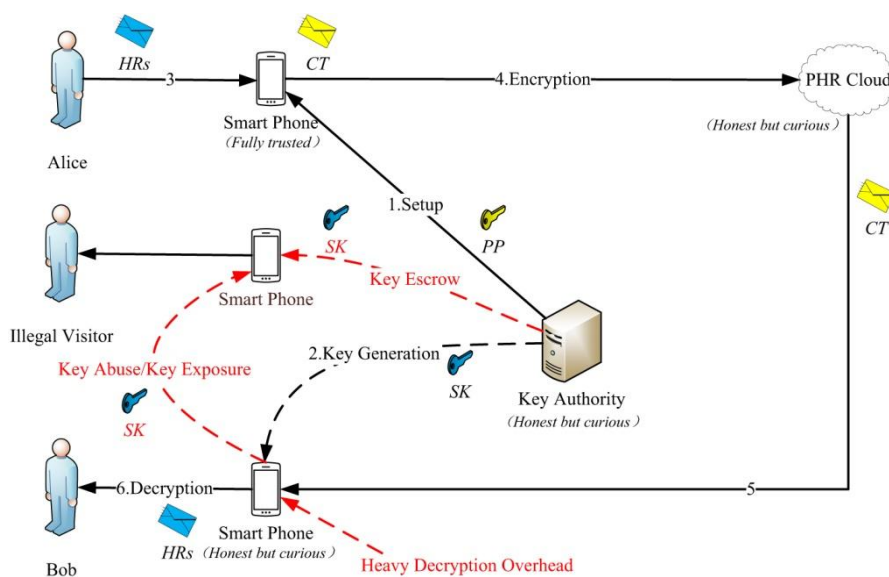 HRs
CT
3
4.Encryption
PHR Cloud
Smart Phone
(Fully trusted )
(Honest but curious )
Alice
1.Setup
CT
SK
PP
Key Escrow
Smart Phone
Illegal Visitor
2.Key Generation
Key Abuse/Key Exposure
SK
Key Authority
SK
(Honest but curious )
6.Decryption
5
Smart Phone
HRs
(Honest but curious )
Bob
Heavy Decryption Overhead